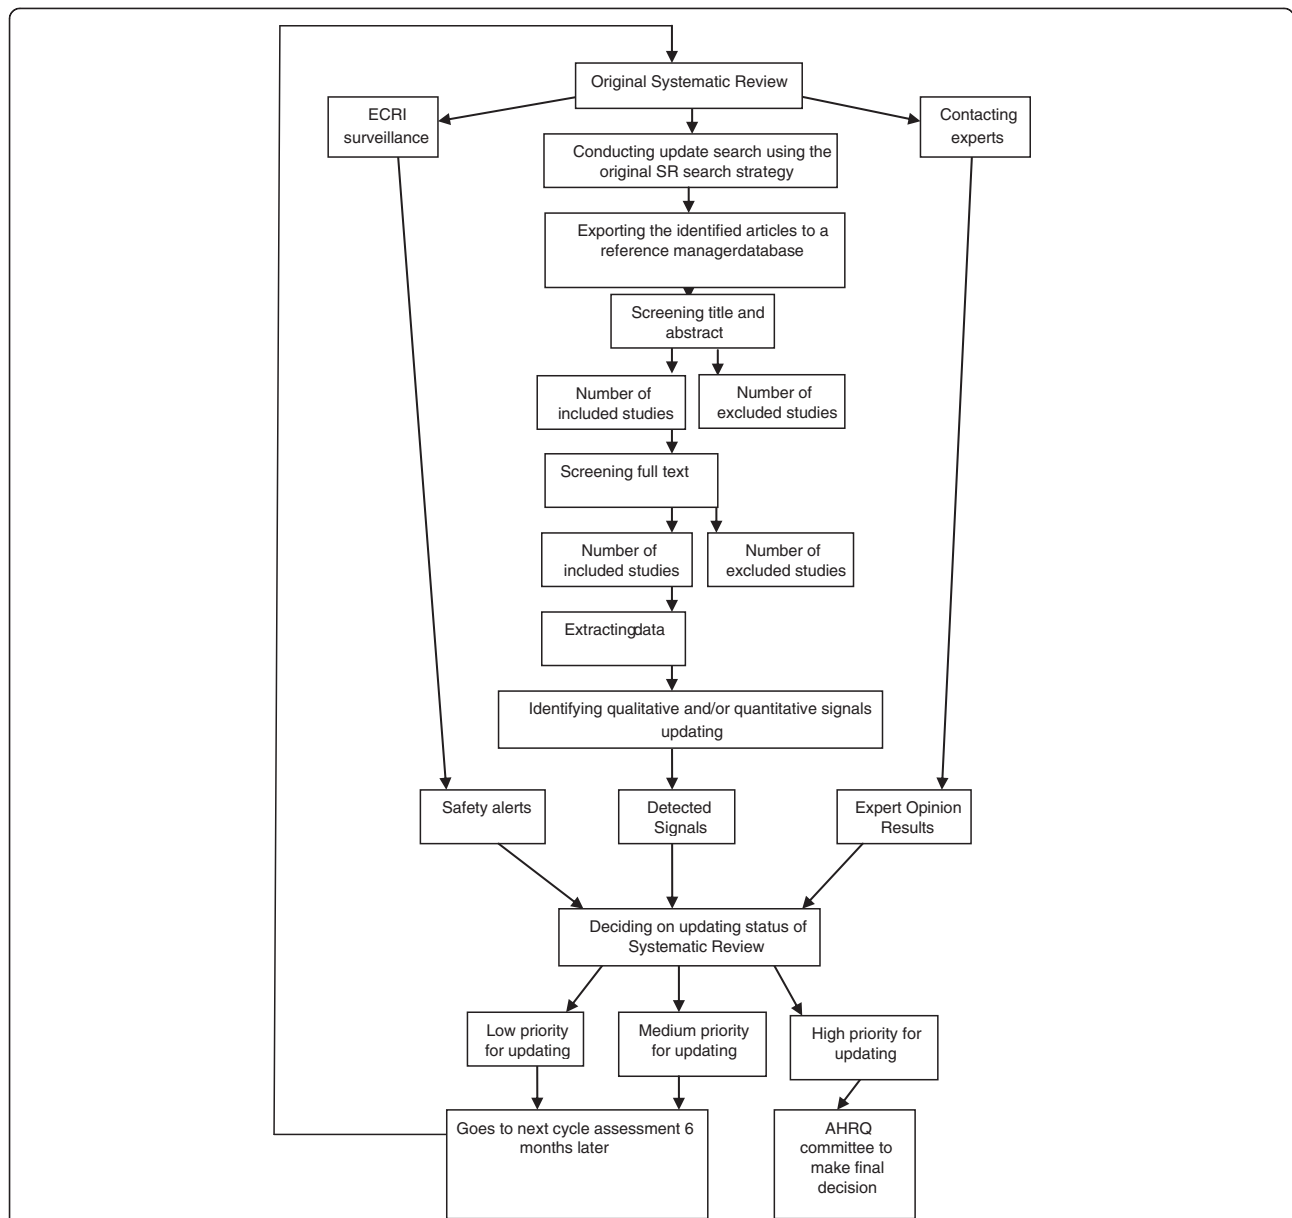 Original Systematic Review
ECRI
surveillance
Contacting
experts
Conducting update search using the
original SR search strategy
Exporting the identified articles to a
reference managerdatabase
Screening title and
abstract
Number of
included studies
Number of
excluded studies
Screening full text
Number of
included studies
Number of
excluded studies
Extractingdata
Identifying qualitative and/or quantitative signals
updating
Safety alerts
Detected
Signals
Expert Opinion
Results
Deciding on updating status of
Systematic Review
Low priority
for updating
Medium priority
for updating
High priority for
updating
Goes to next cycle assessment 6
months later
AHRQ
committee to
make final
decision